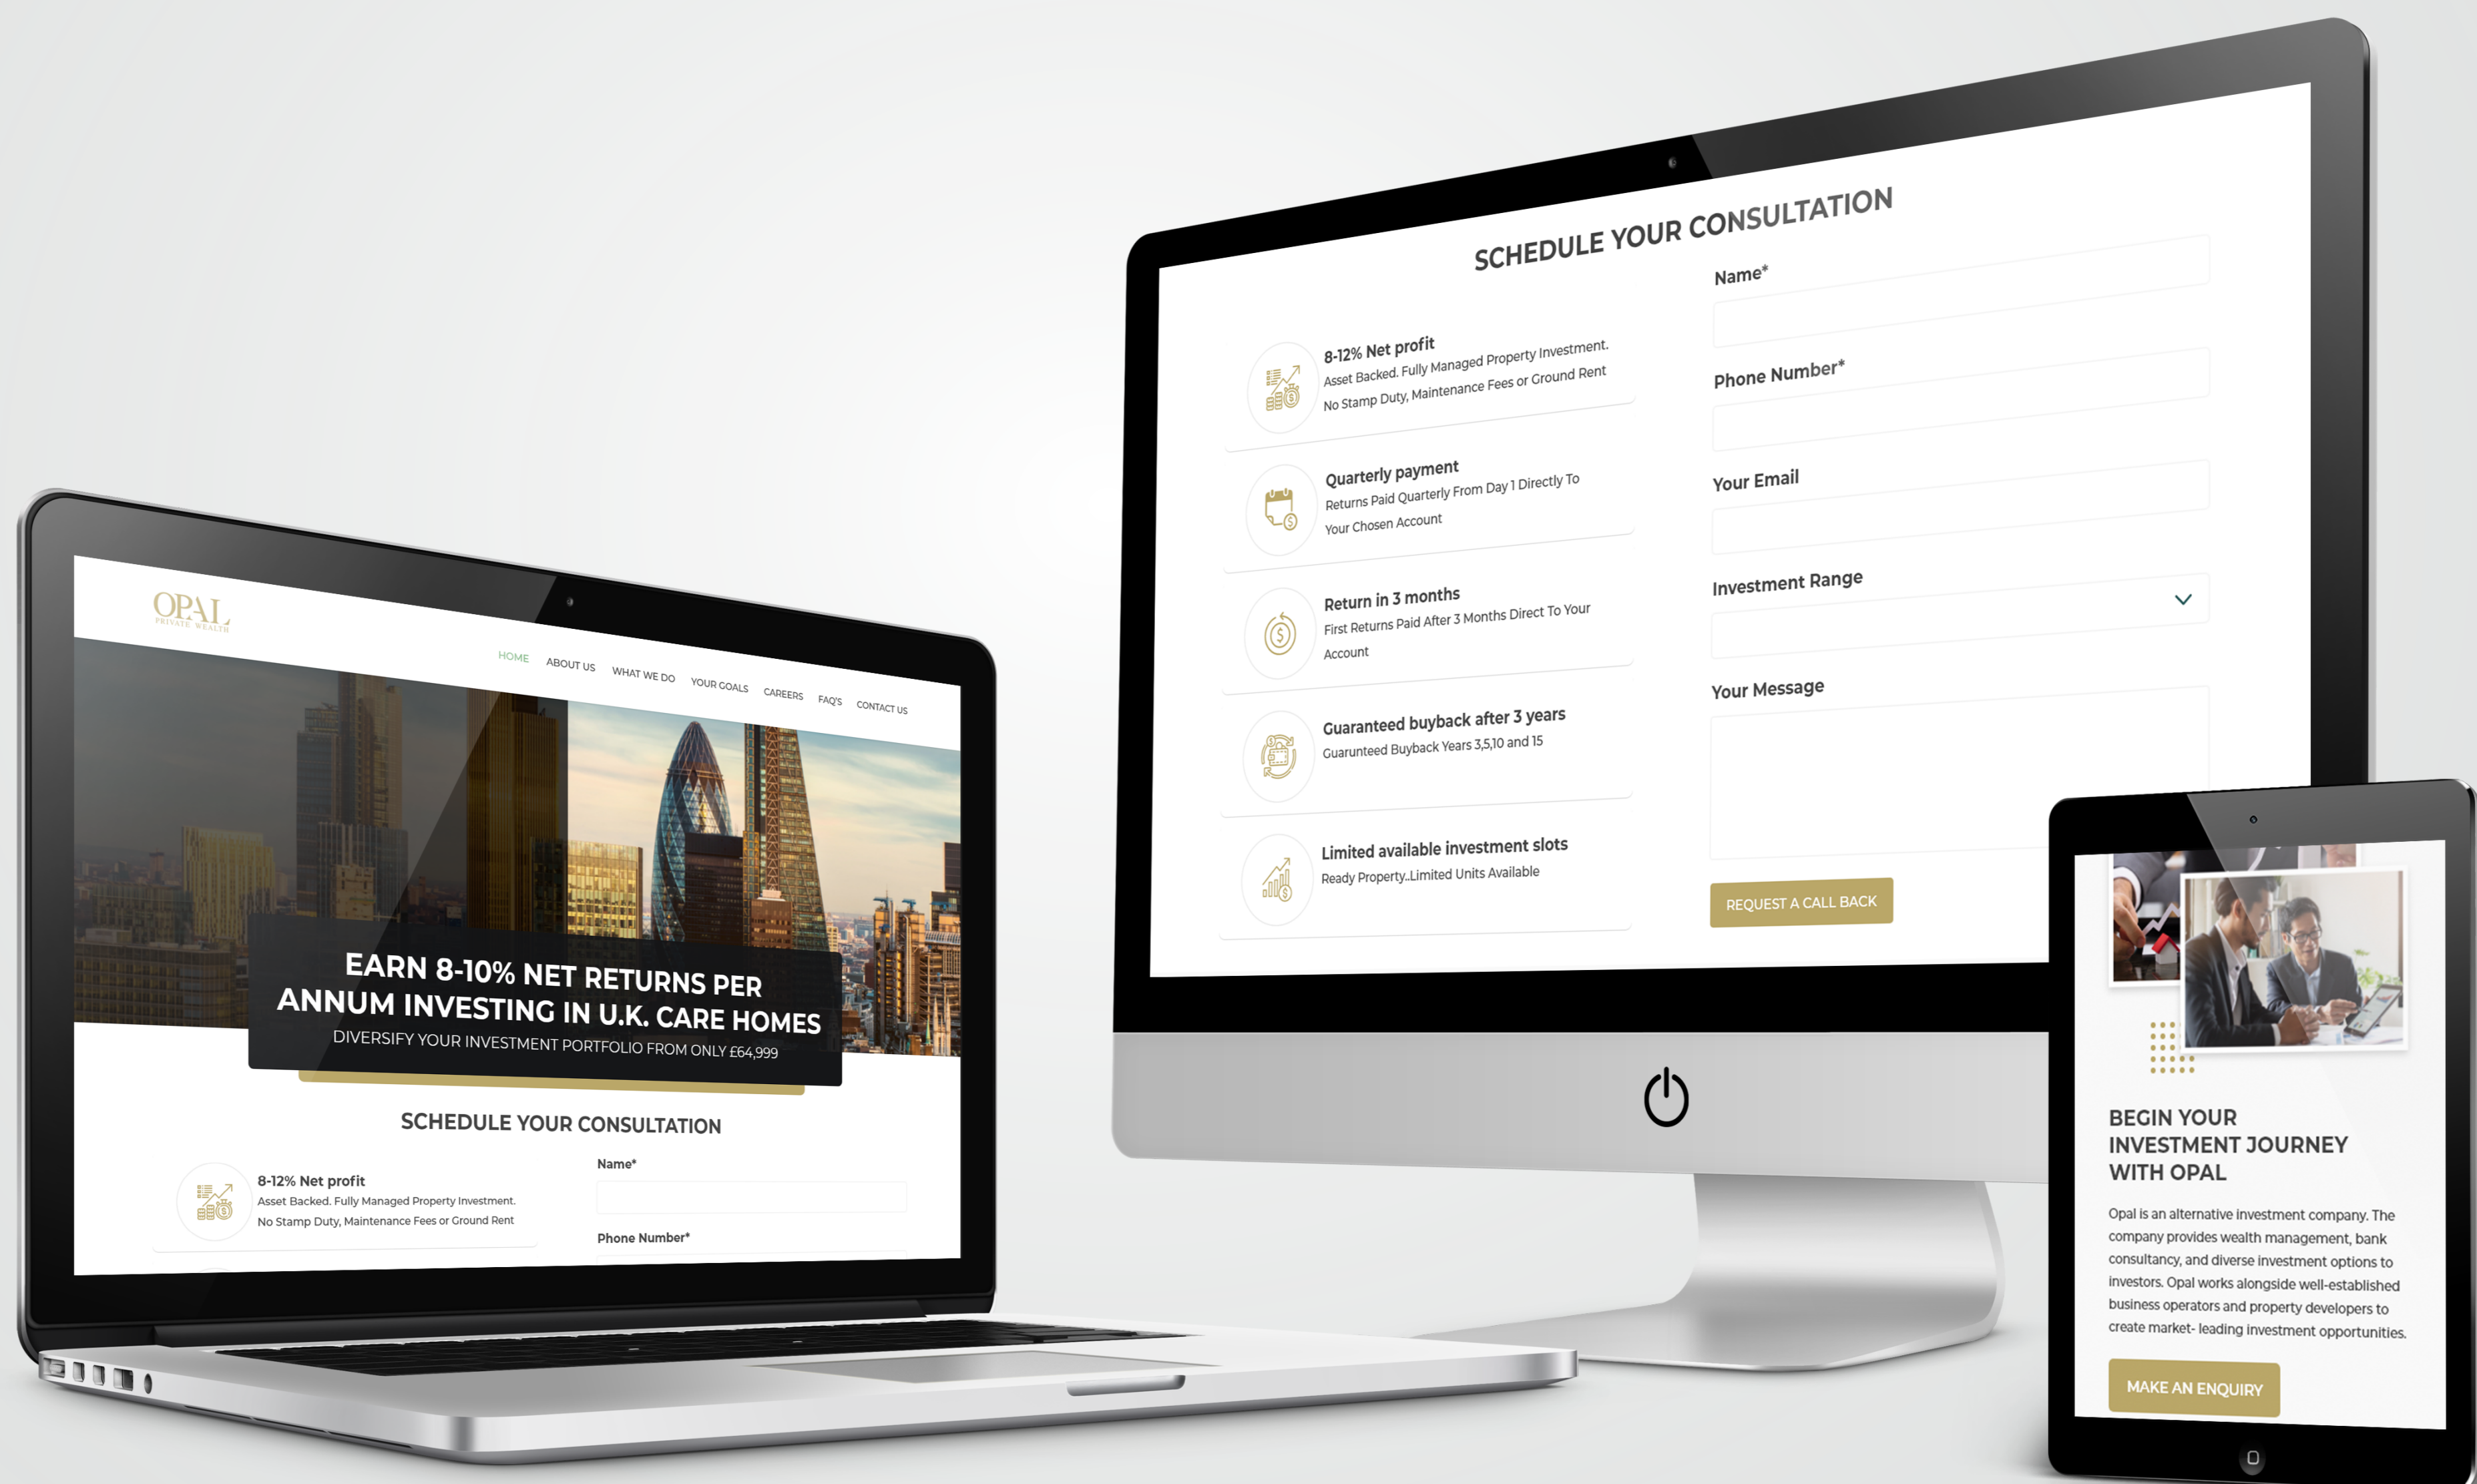 OPAL
PRIVATE WEALTH
HOME ABOUT US WHAT WE DO YOUR GOALS CAREERS FAQ'S CONTACT US
EARN 8-10% NET RETURNS PER
ANNUM INVESTING IN U.K. CARE HOMES
DIVERSIFY YOUR INVESTMENT PORTFOLIO FROM ONLY £64,999
SCHEDULE YOUR CONSULTATION
8-12% Net profit
Asset Backed. Fully Managed Property Investment.
No Stamp Duty, Maintenance Fees or Ground Rent
Name*
Phone Number*
SCHEDULE YOUR CONSULTATION
8-12% Net profit
Asset Backed. Fully Managed Property Investment.
No Stamp Duty, Maintenance Fees or Ground Rent
Quarterly payment
Returns Paid Quarterly From Day 1 Directly To
Your Chosen Account
Return in 3 months
First Returns Paid After 3 Months Direct To Your
Account
Guaranteed buyback after 3 years
Guarunteed Buyback Years 3,5,10 and 15
Limited available investment slots
Ready Property..Limited Units Available
Name*
Phone Number*
Your Email
Investment Range
Your Message
REQUEST A CALL BACK
BEGIN YOUR
INVESTMENT JOURNEY
WITH OPAL
Opal is an alternative investment company. The
company provides wealth management, bank
consultancy, and diverse investment options to
investors. Opal works alongside well-established
business operators and property developers to
create market- leading investment opportunities.
MAKE AN ENQUIRY